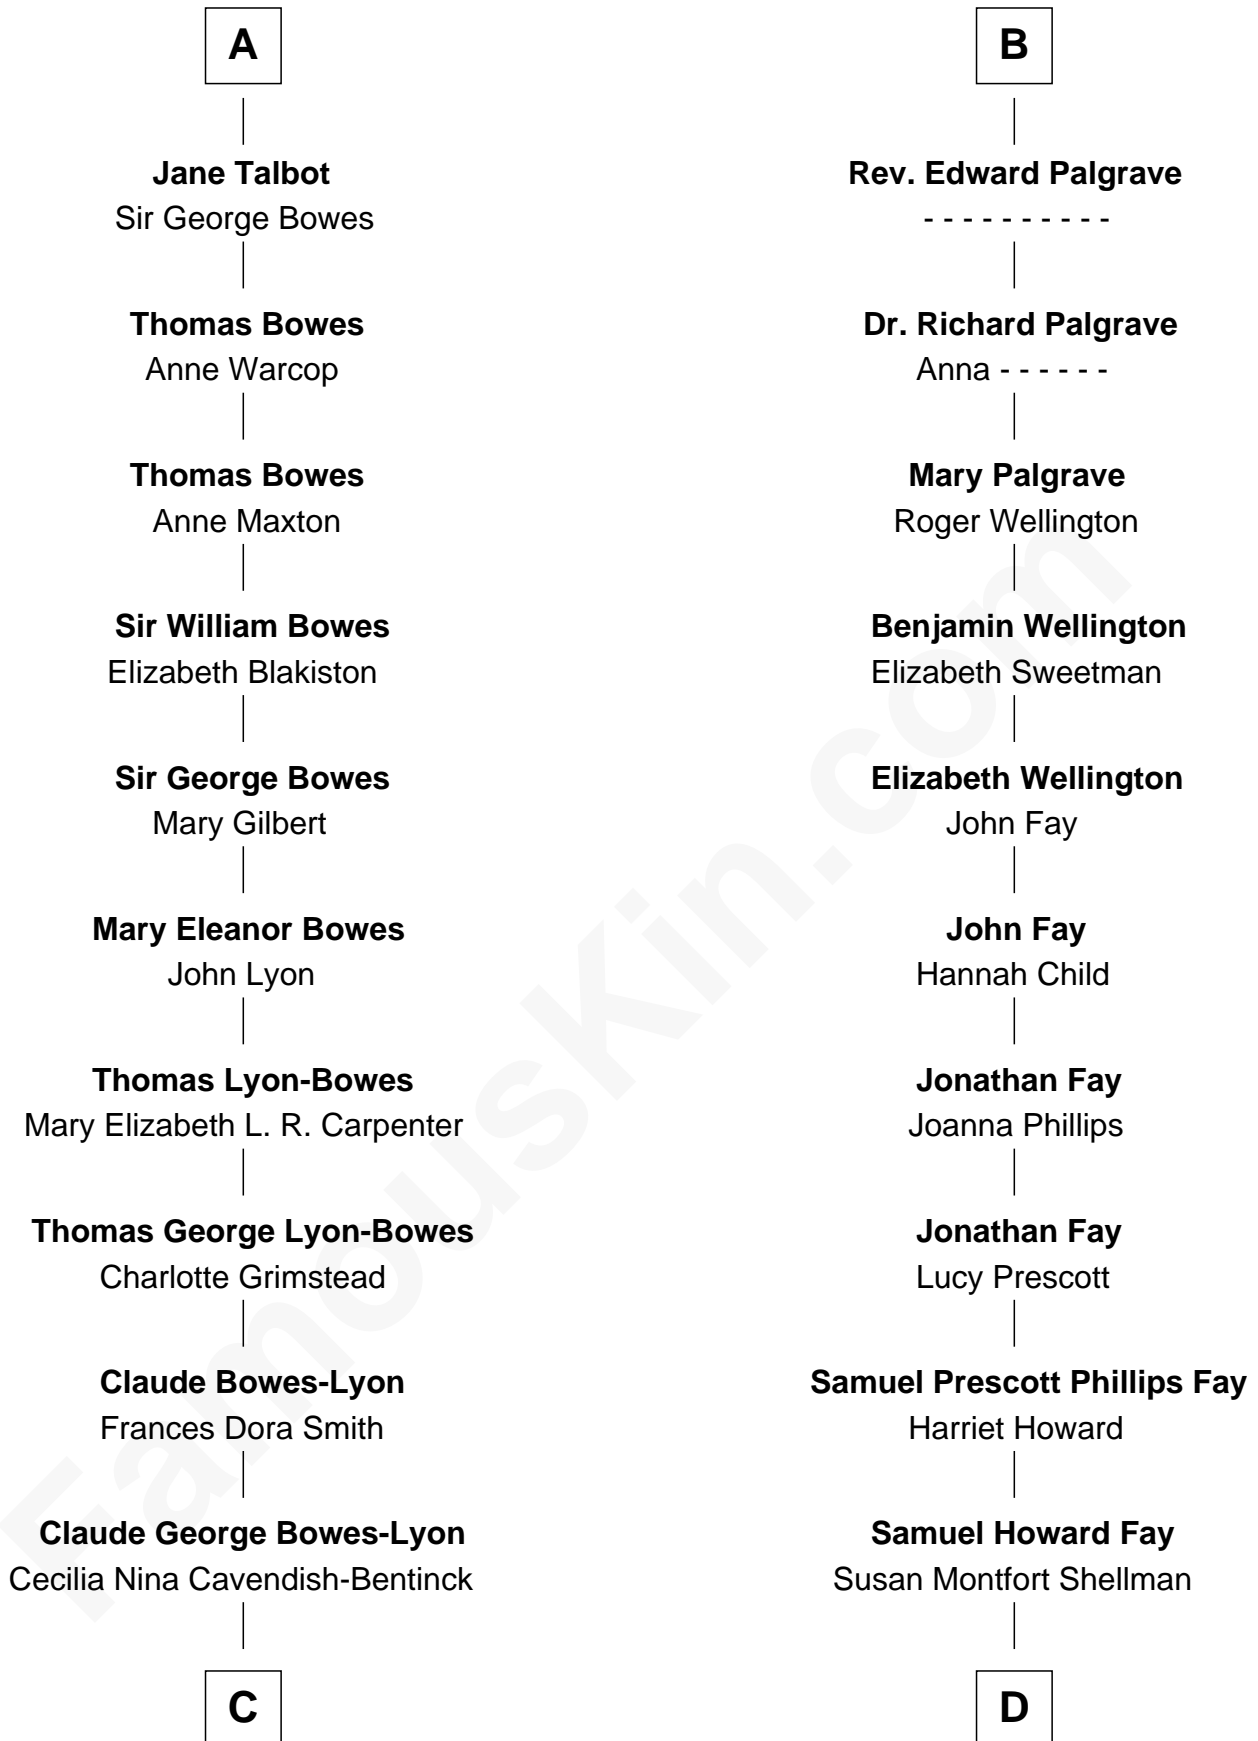 A
Jane Talbot
Sir George Bowes
Thomas Bowes
Anne Warcop
Thomas Bowes
Anne Maxton
Sir William Bowes
Elizabeth Blakiston
Sir George Bowes
Mary Gilbert
Mary Eleanor Bowes
John Lyon
Thomas Lyon-Bowes
Mary Elizabeth L. R. Carpenter
Thomas George Lyon-Bowes
Charlotte Grimstead
Claude Bowes-Lyon
Frances Dora Smith
Claude George Bowes-Lyon
Cecilia Nina Cavendish-Bentinck
C
B
Rev. Edward Palgrave
- - - - - - - - - -
Dr. Richard Palgrave
Anna - - - - - -
Mary Palgrave
Roger Wellington
Benjamin Wellington
Elizabeth Sweetman
Elizabeth Wellington
John Fay
John Fay
Hannah Child
Jonathan Fay
Joanna Phillips
Jonathan Fay
Lucy Prescott
Samuel Prescott Phillips Fay
Harriet Howard
Samuel Howard Fay
Susan Montfort Shellman
D
FamousKin.com